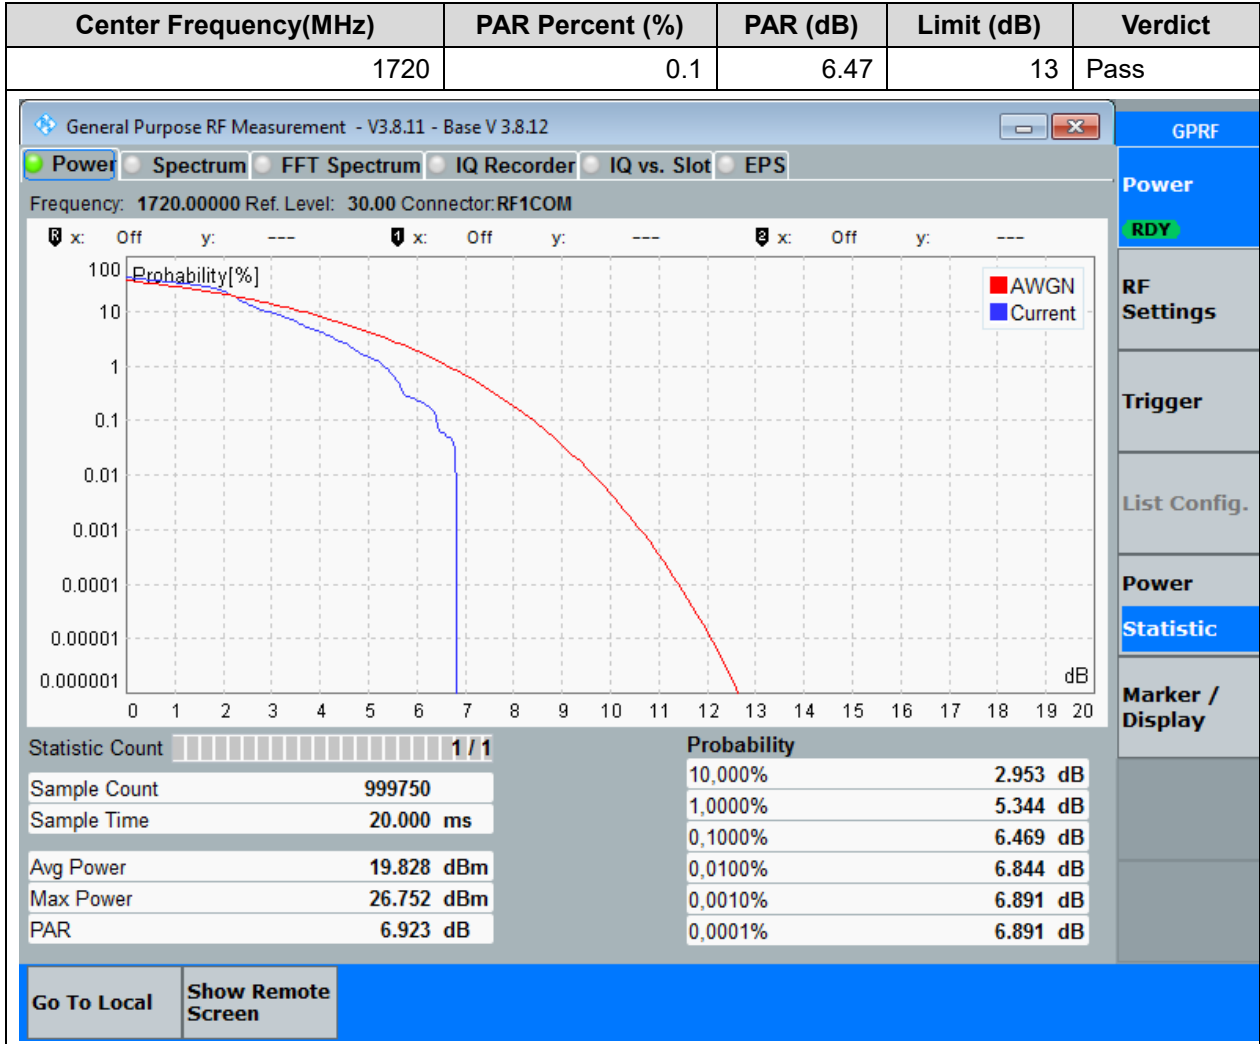 Center Frequency(MHz) PAR Percent (%) PAR (dB) Limit (dB) Verdict
1720 0.1 6.47 13 Pass
General Purpose RF Measurement - V3.8.11 - Base V 3.8.12
GPRF
Power Spectrum FFT Spectrum IQ Recorder IQ vs. Slot EPS
Power
RDY
Frequency: 1720.00000 Ref. Level: 30.00 Connector: RF1COM
R x: Off y: --- 1 x: Off y: --- 2 x: Off y: ---
Probability[%]
AWGN
Current
100
10
1
0.1
0.01
0.001
0.0001
0.00001
0.000001
dB
0 1 2 3 4 5 6 7 8 9 10 11 12 13 14 15 16 17 18 19 20
RF
Settings
Trigger
List Config.
Power
Statistic
Marker /
Display
Statistic Count 1 / 1
Sample Count 999750
Sample Time 20.000 ms
Avg Power 19.828 dBm
Max Power 26.752 dBm
PAR 6.923 dB
Probability
10,000% 2.953 dB
1,0000% 5.344 dB
0,1000% 6.469 dB
0,0100% 6.844 dB
0,0010% 6.891 dB
0,0001% 6.891 dB
Go To Local
Show Remote
Screen